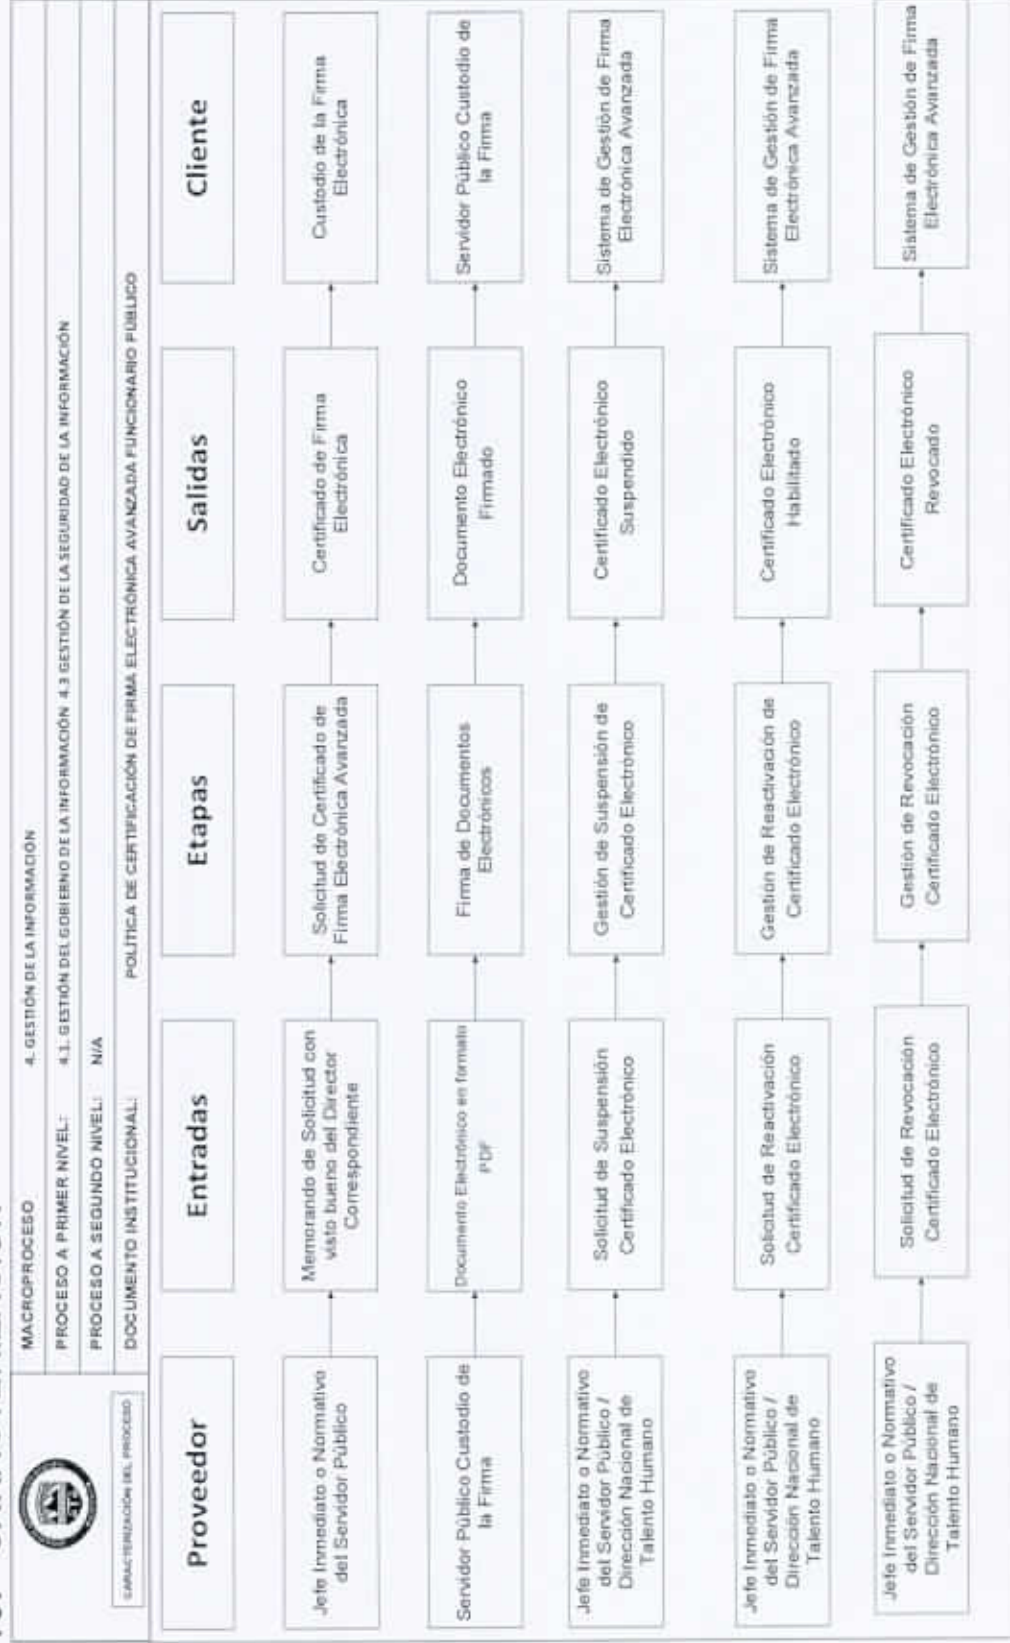 MACROPROCESO 4. GESTIÓN DE LA INFORMACIÓN
PROCESO A PRIMER NIVEL: 4.1. GESTIÓN DEL GOBIERNO DE LA INFORMACIÓN 4.3 GESTIÓN DE LA SEGURIDAD DE LA INFORMACIÓN
PROCESO A SEGUNDO NIVEL: N/A
CARACTERIZACIÓN DEL PROCESO
DOCUMENTO INSTITUCIONAL: POLÍTICA DE CERTIFICACIÓN DE FIRMA ELECTRÓNICA AVANZADA FUNCIONARIO PÚBLICO
Proveedor
Entradas
Etapas
Salidas
Cliente
Jefe Inmediato o Normativo
del Servidor Público
Memorando de Solicitud con
visto bueno del Director
Correspondiente
Solicitud de Certificado de
Firma Electrónica Avanzada
Certificado de Firma
Electrónica
Custodio de la Firma
Electrónica
Servidor Público Custodio de
la Firma
Documento Electrónico en formato
PDF
Firma de Documentos
Electrónicos
Documento Electrónico
Firmado
Servidor Público Custodio de
la Firma
Jefe Inmediato o Normativo
del Servidor Público /
Dirección Nacional de
Talento Humano
Solicitud de Suspensión
Certificado Electrónico
Gestión de Suspensión de
Certificado Electrónico
Certificado Electrónico
Suspendido
Sistema de Gestión de Firma
Electrónica Avanzada
Jefe Inmediato o Normativo
del Servidor Público /
Dirección Nacional de
Talento Humano
Solicitud de Reactivación
Certificado Electrónico
Gestión de Reactivación de
Certificado Electrónico
Certificado Electrónico
Habilitado
Sistema de Gestión de Firma
Electrónica Avanzada
Jefe Inmediato o Normativo
del Servidor Público /
Dirección Nacional de
Talento Humano
Solicitud de Revocación
Certificado Electrónico
Gestión de Revocación
Certificado Electrónico
Certificado Electrónico
Revocado
Sistema de Gestión de Firma
Electrónica Avanzada